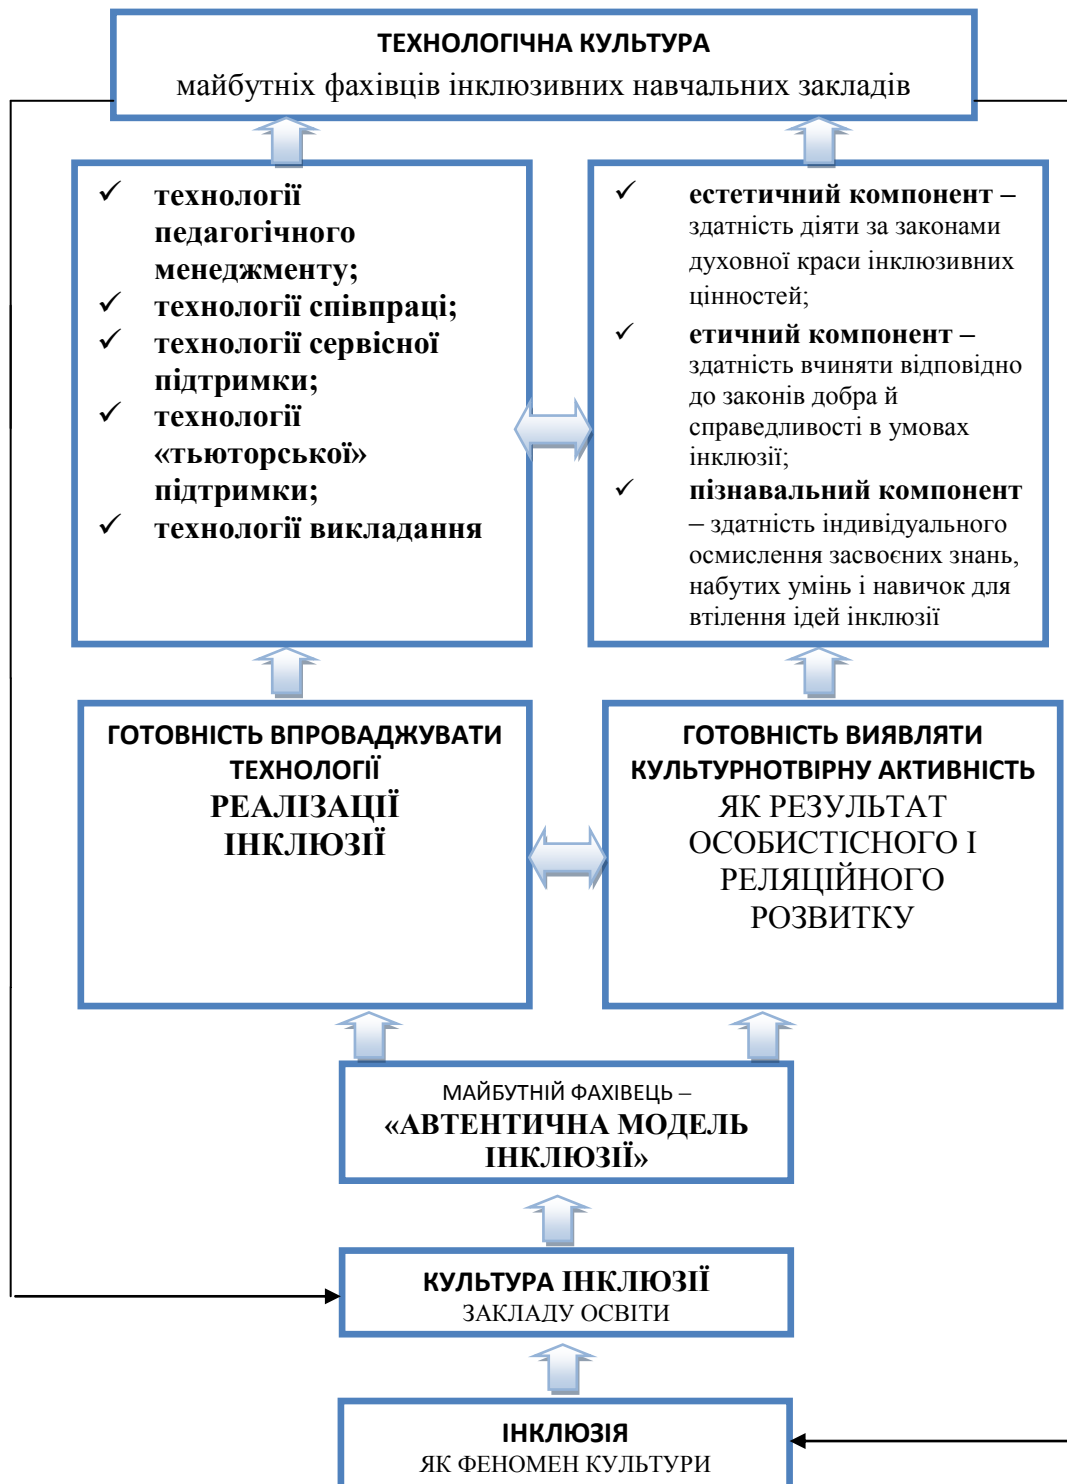 ТЕХНОЛОГІЧНА КУЛЬТУРА
майбутніх фахівців інклюзивних навчальних закладів
✓ технології
педагогічного
менеджменту;
✓ технології співпраці;
✓ технології сервісної
підтримки;
✓ технології
«тьюторської»
підтримки;
✓ технології викладання
✓ естетичний компонент –
здатність діяти за законами
духовної краси інклюзивних
цінностей;
✓ етичний компонент –
здатність вчиняти відповідно
до законів добра й
справедливості в умовах
інклюзії;
✓ пізнавальний компонент
– здатність індивідуального
осмислення засвоєних знань,
набутих умінь і навичок для
втілення ідей інклюзії
ГОТОВНІСТЬ ВПРОВАДЖУВАТИ
ТЕХНОЛОГІЇ
РЕАЛІЗАЦІЇ
ІНКЛЮЗІЇ
ГОТОВНІСТЬ ВИЯВЛЯТИ
КУЛЬТУРНОТВІРНУ АКТИВНІСТЬ
ЯК РЕЗУЛЬТАТ
ОСОБИСТІСНОГО І
РЕЛЯЦІЙНОГО
РОЗВИТКУ
МАЙБУТНІЙ ФАХІВЕЦЬ –
«АВТЕНТИЧНА МОДЕЛЬ
ІНКЛЮЗІЇ»
КУЛЬТУРА ІНКЛЮЗІЇ
ЗАКЛАДУ ОСВІТИ
ІНКЛЮЗІЯ
ЯК ФЕНОМЕН КУЛЬТУРИ